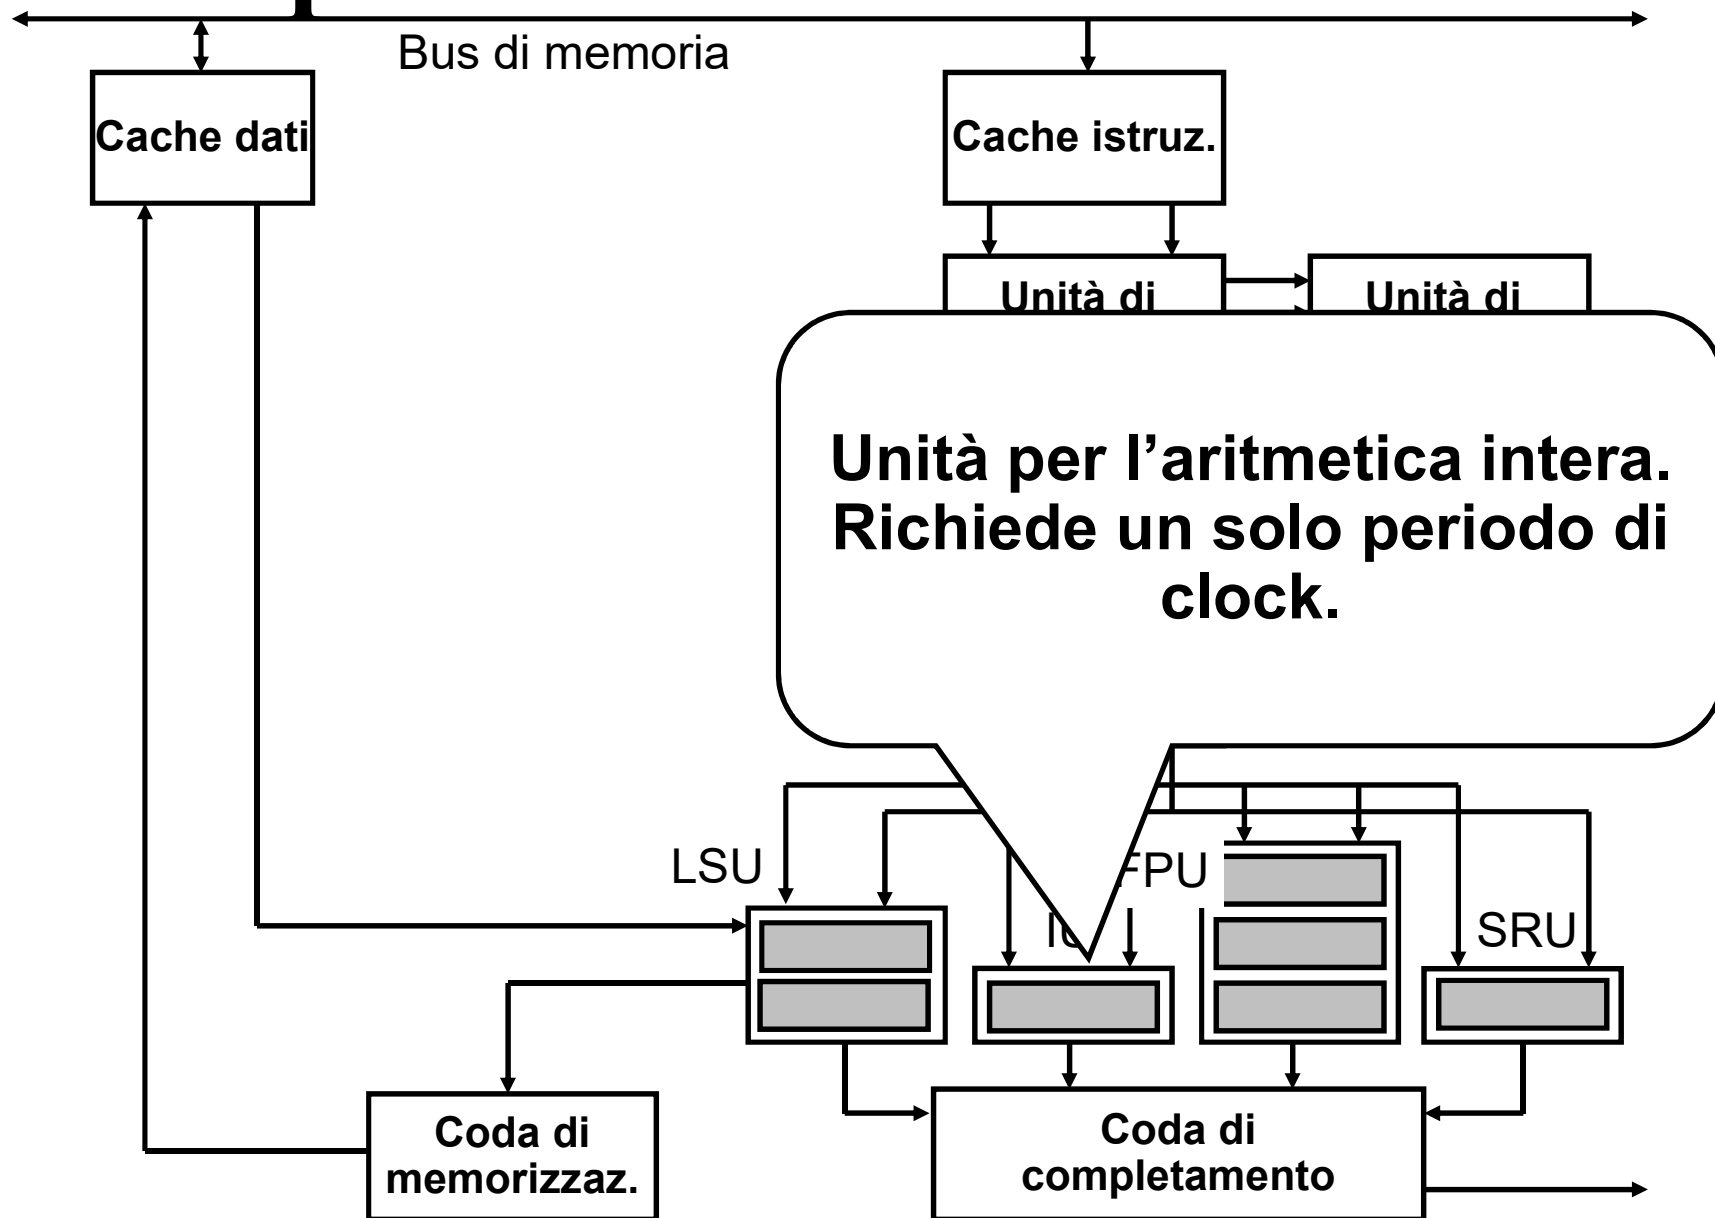 Bus di memoria
Cache dati
Cache istruz.
Unità di
Unità di
Unità per l’aritmetica intera.
Richiede un solo periodo di
clock.
LSU
FPU
SRU
Coda di
memorizzaz.
Coda di
completamento